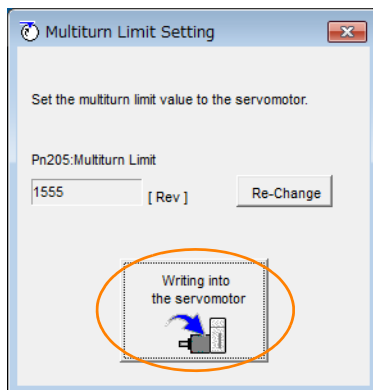 Multiturn Limit Setting
Set the multiturn limit value to the servomotor.
Pn205:Multiturn Limit
1555 [ Rev ] Re-Change
Writing into
the servomotor